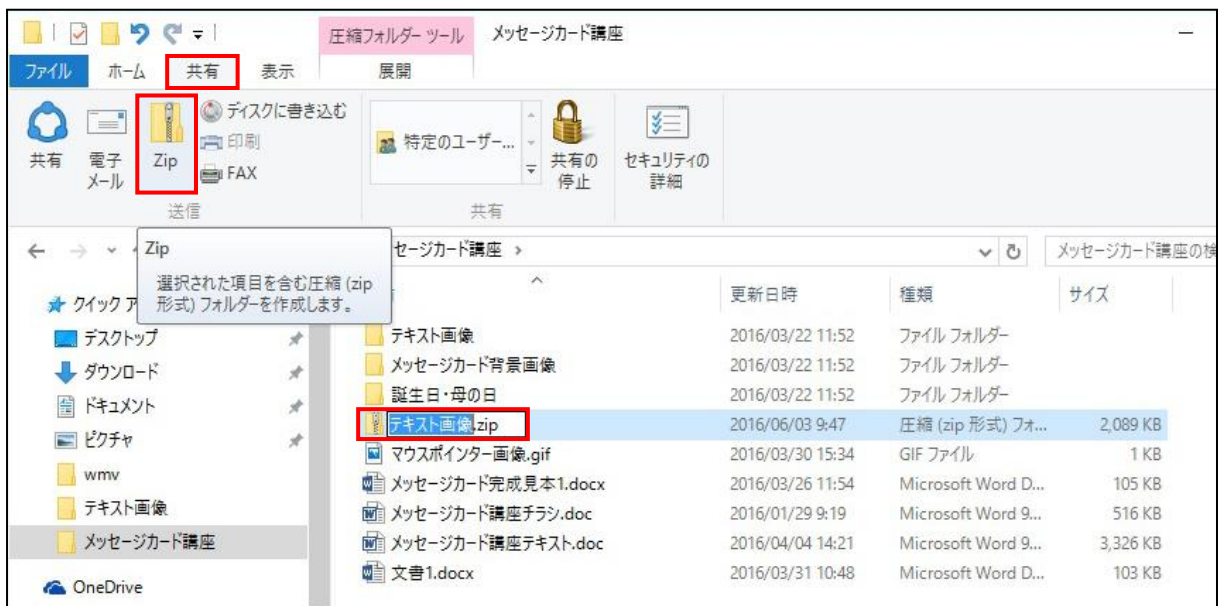 圧縮フォルダー ツール メッセージカード講座
ファイル ホーム 共有 表示 展開
共有
電子
メール
Zip
ディスクに書き込む
印刷
FAX
送信
特定のユーザー...
共有の
停止
セキュリティの
詳細
共有
セージカード講座
メッセージカード講座の検
Zip
選択された項目を含む圧縮 (zip
形式) フォルダーを作成します。
クイック ア
デスクトップ
ダウンロード
ドキュメント
ピクチャ
wmv
テキスト画像
メッセージカード講座
OneDrive
更新日時 種類 サイズ
テキスト画像 2016/03/22 11:52 ファイル フォルダー
メッセージカード背景画像 2016/03/22 11:52 ファイル フォルダー
誕生日・母の日 2016/03/22 11:52 ファイル フォルダー
テキスト画像.zip 2016/06/03 9:47 圧縮 (zip 形式) フォ... 2,089 KB
マウスポインター画像.gif 2016/03/30 15:34 GIF ファイル 1 KB
メッセージカード完成見本1.docx 2016/03/26 11:54 Microsoft Word D... 105 KB
メッセージカード講座チラシ.doc 2016/01/29 9:19 Microsoft Word 9... 516 KB
メッセージカード講座テキスト.doc 2016/04/04 14:21 Microsoft Word 9... 3,326 KB
文書1.docx 2016/03/31 10:48 Microsoft Word D... 103 KB